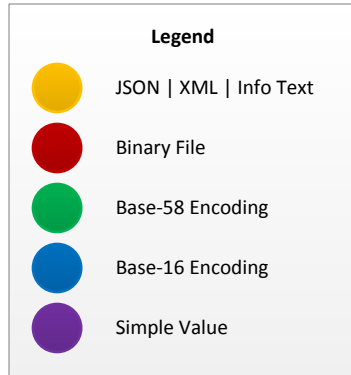 Legend
JSON | XML | Info Text
Binary File
Base-58 Encoding
Base-16 Encoding
Simple Value